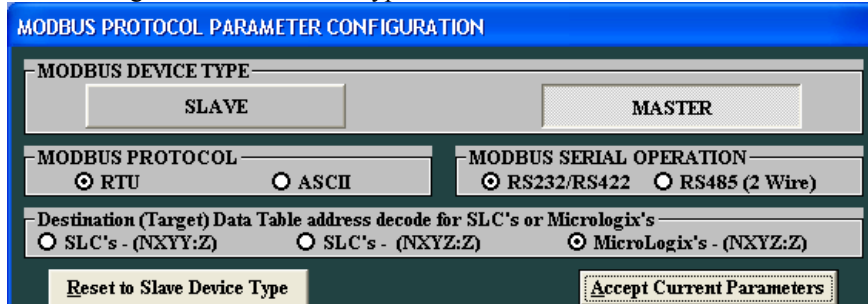 MODBUS PROTOCOL PARAMETER CONFIGURATION
MODBUS DEVICE TYPE
SLAVE MASTER
MODBUS PROTOCOL MODBUS SERIAL OPERATION
RTU ASCII RS232/RS422 RS485 (2 Wire)
Destination (Target) Data Table address decode for SLC's or Micrologix's
SLC's - (NXYY:Z) SLC's - (NXYZ:Z) MicroLogix's - (NXYZ:Z)
Reset to Slave Device Type Accept Current Parameters